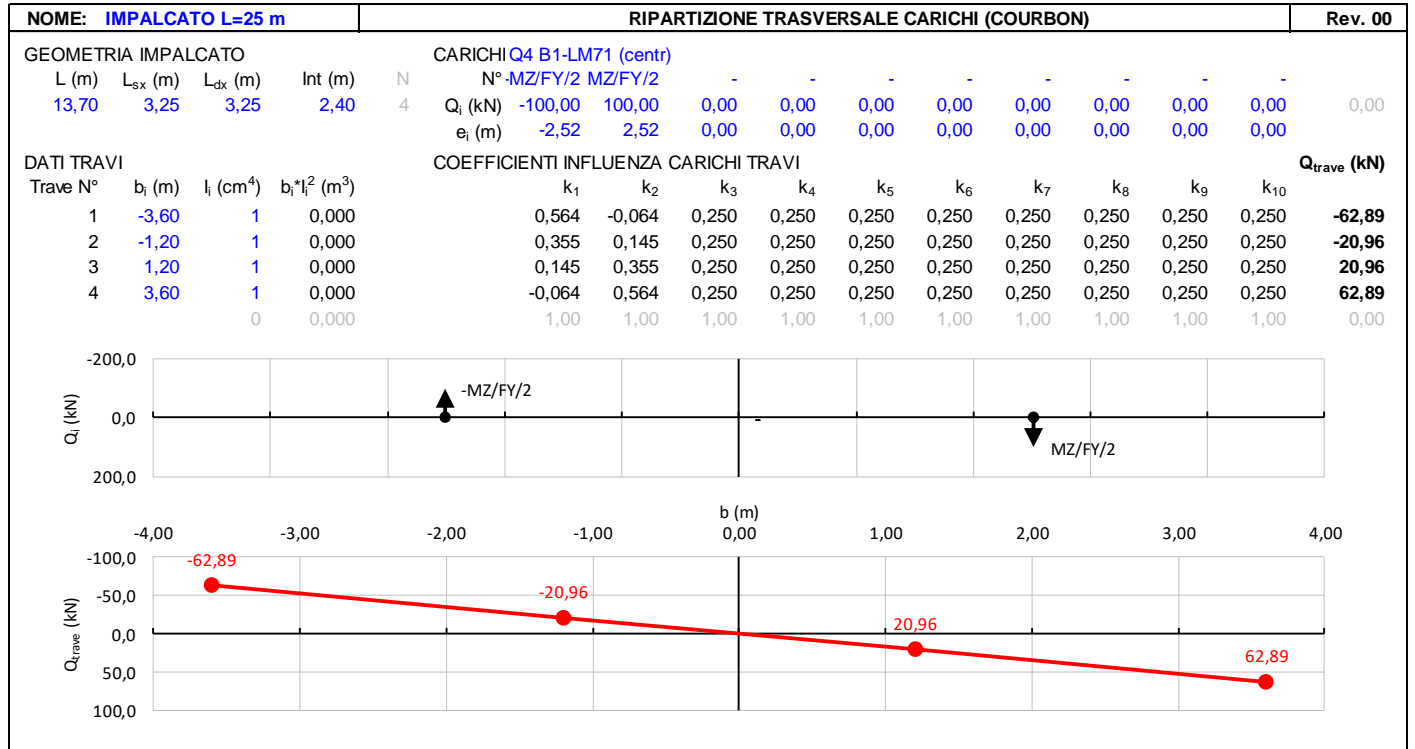 NOME: IMPALCATO L=25 m RIPARTIZIONE TRASVERSALE CARICHI (COURBON) Rev. 00
GEOMETRIA IMPALCATO CARICHI Q4 B1-LM71 (centr)
L (m) Lsx (m) Ldx (m) Int (m) N N° -MZ/FY/2 MZ/FY/2 - - - - - - - -
13,70 3,25 3,25 2,40 4 Qi (kN) -100,00 100,00 0,00 0,00 0,00 0,00 0,00 0,00 0,00 0,00 0,00
ei (m) -2,52 2,52 0,00 0,00 0,00 0,00 0,00 0,00 0,00 0,00
DATI TRAVI COEFFICIENTI INFLUENZA CARICHI TRAVI Qtrave (kN)
Trave N° bi (m) Ii (cm4) bi*Ii2 (m3) k1 k2 k3 k4 k5 k6 k7 k8 k9 k10
1 -3,60 1 0,000 0,564 -0,064 0,250 0,250 0,250 0,250 0,250 0,250 0,250 0,250 -62,89
2 -1,20 1 0,000 0,355 0,145 0,250 0,250 0,250 0,250 0,250 0,250 0,250 0,250 -20,96
3 1,20 1 0,000 0,145 0,355 0,250 0,250 0,250 0,250 0,250 0,250 0,250 0,250 20,96
4 3,60 1 0,000 -0,064 0,564 0,250 0,250 0,250 0,250 0,250 0,250 0,250 0,250 62,89
0 0,000 1,00 1,00 1,00 1,00 1,00 1,00 1,00 1,00 1,00 1,00 0,00
-200,0
-MZ/FY/2
Qi (kN)
0,0
-
MZ/FY/2
200,0
b (m)
-4,00 -3,00 -2,00 -1,00 0,00 1,00 2,00 3,00 4,00
-100,0
-62,89
-50,0
-20,96
Qtrave (kN)
0,0
20,96
62,89
50,0
100,0